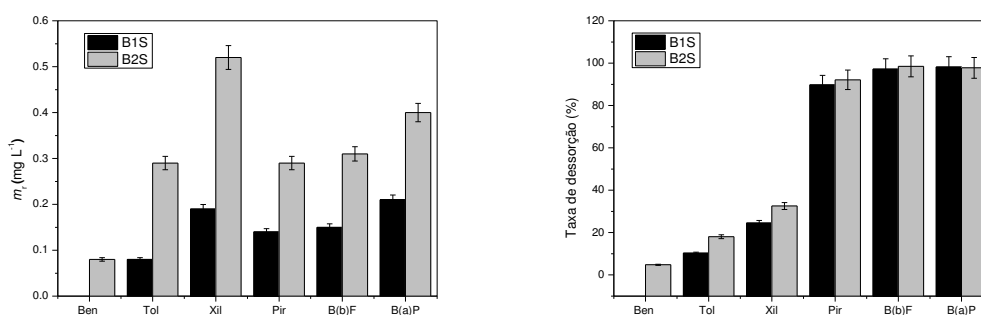 0.6
0.5
0.4
0.3
0.2
0.1
0.0
m_r (mg L⁻¹)
B1S
B2S
Ben Tol Xil Pir B(b)F B(a)P
120
100
80
60
40
20
0
Taxa de dessorção (%)
B1S
B2S
Ben Tol Xil Pir B(b)F B(a)P